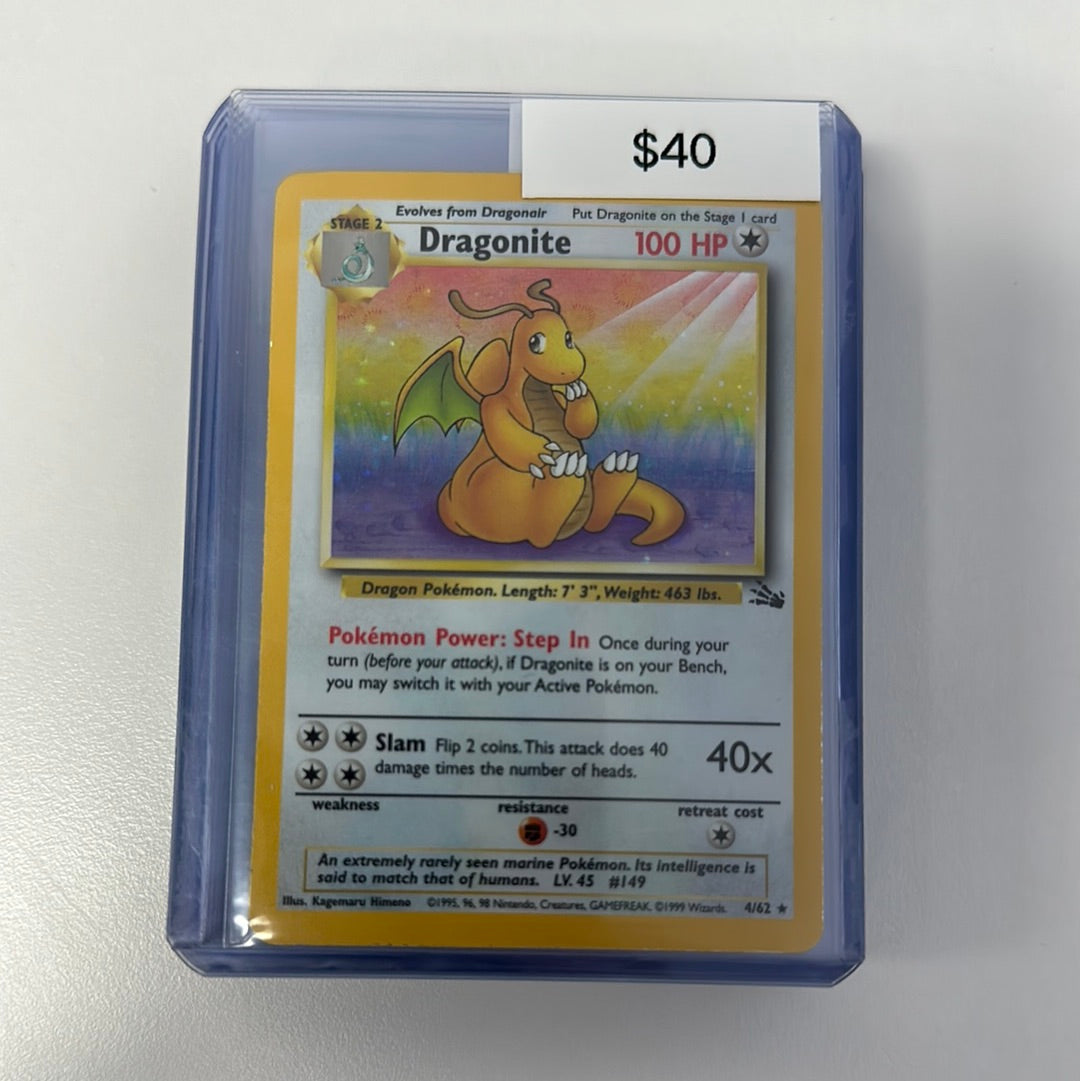 $40
Evolves from Dragonair Put Dragonite on the Stage 1 card
STAGE 2
Dragonite 100 HP
Dragon Pokémon. Length: 7' 3", Weight: 463 lbs.
Pokémon Power: Step In Once during your
turn (before your attack), if Dragonite is on your Bench,
you may switch it with your Active Pokémon.
Slam Flip 2 coins. This attack does 40
damage times the number of heads.
40x
weakness resistance retreat cost
-30
An extremely rarely seen marine Pokémon. Its intelligence is
said to match that of humans. LV. 45 #149
Illus. Kagemaru Himeno ©1995, 96, 98 Nintendo, Creatures, GAMEFREAK. ©1999 Wizards. 4/62